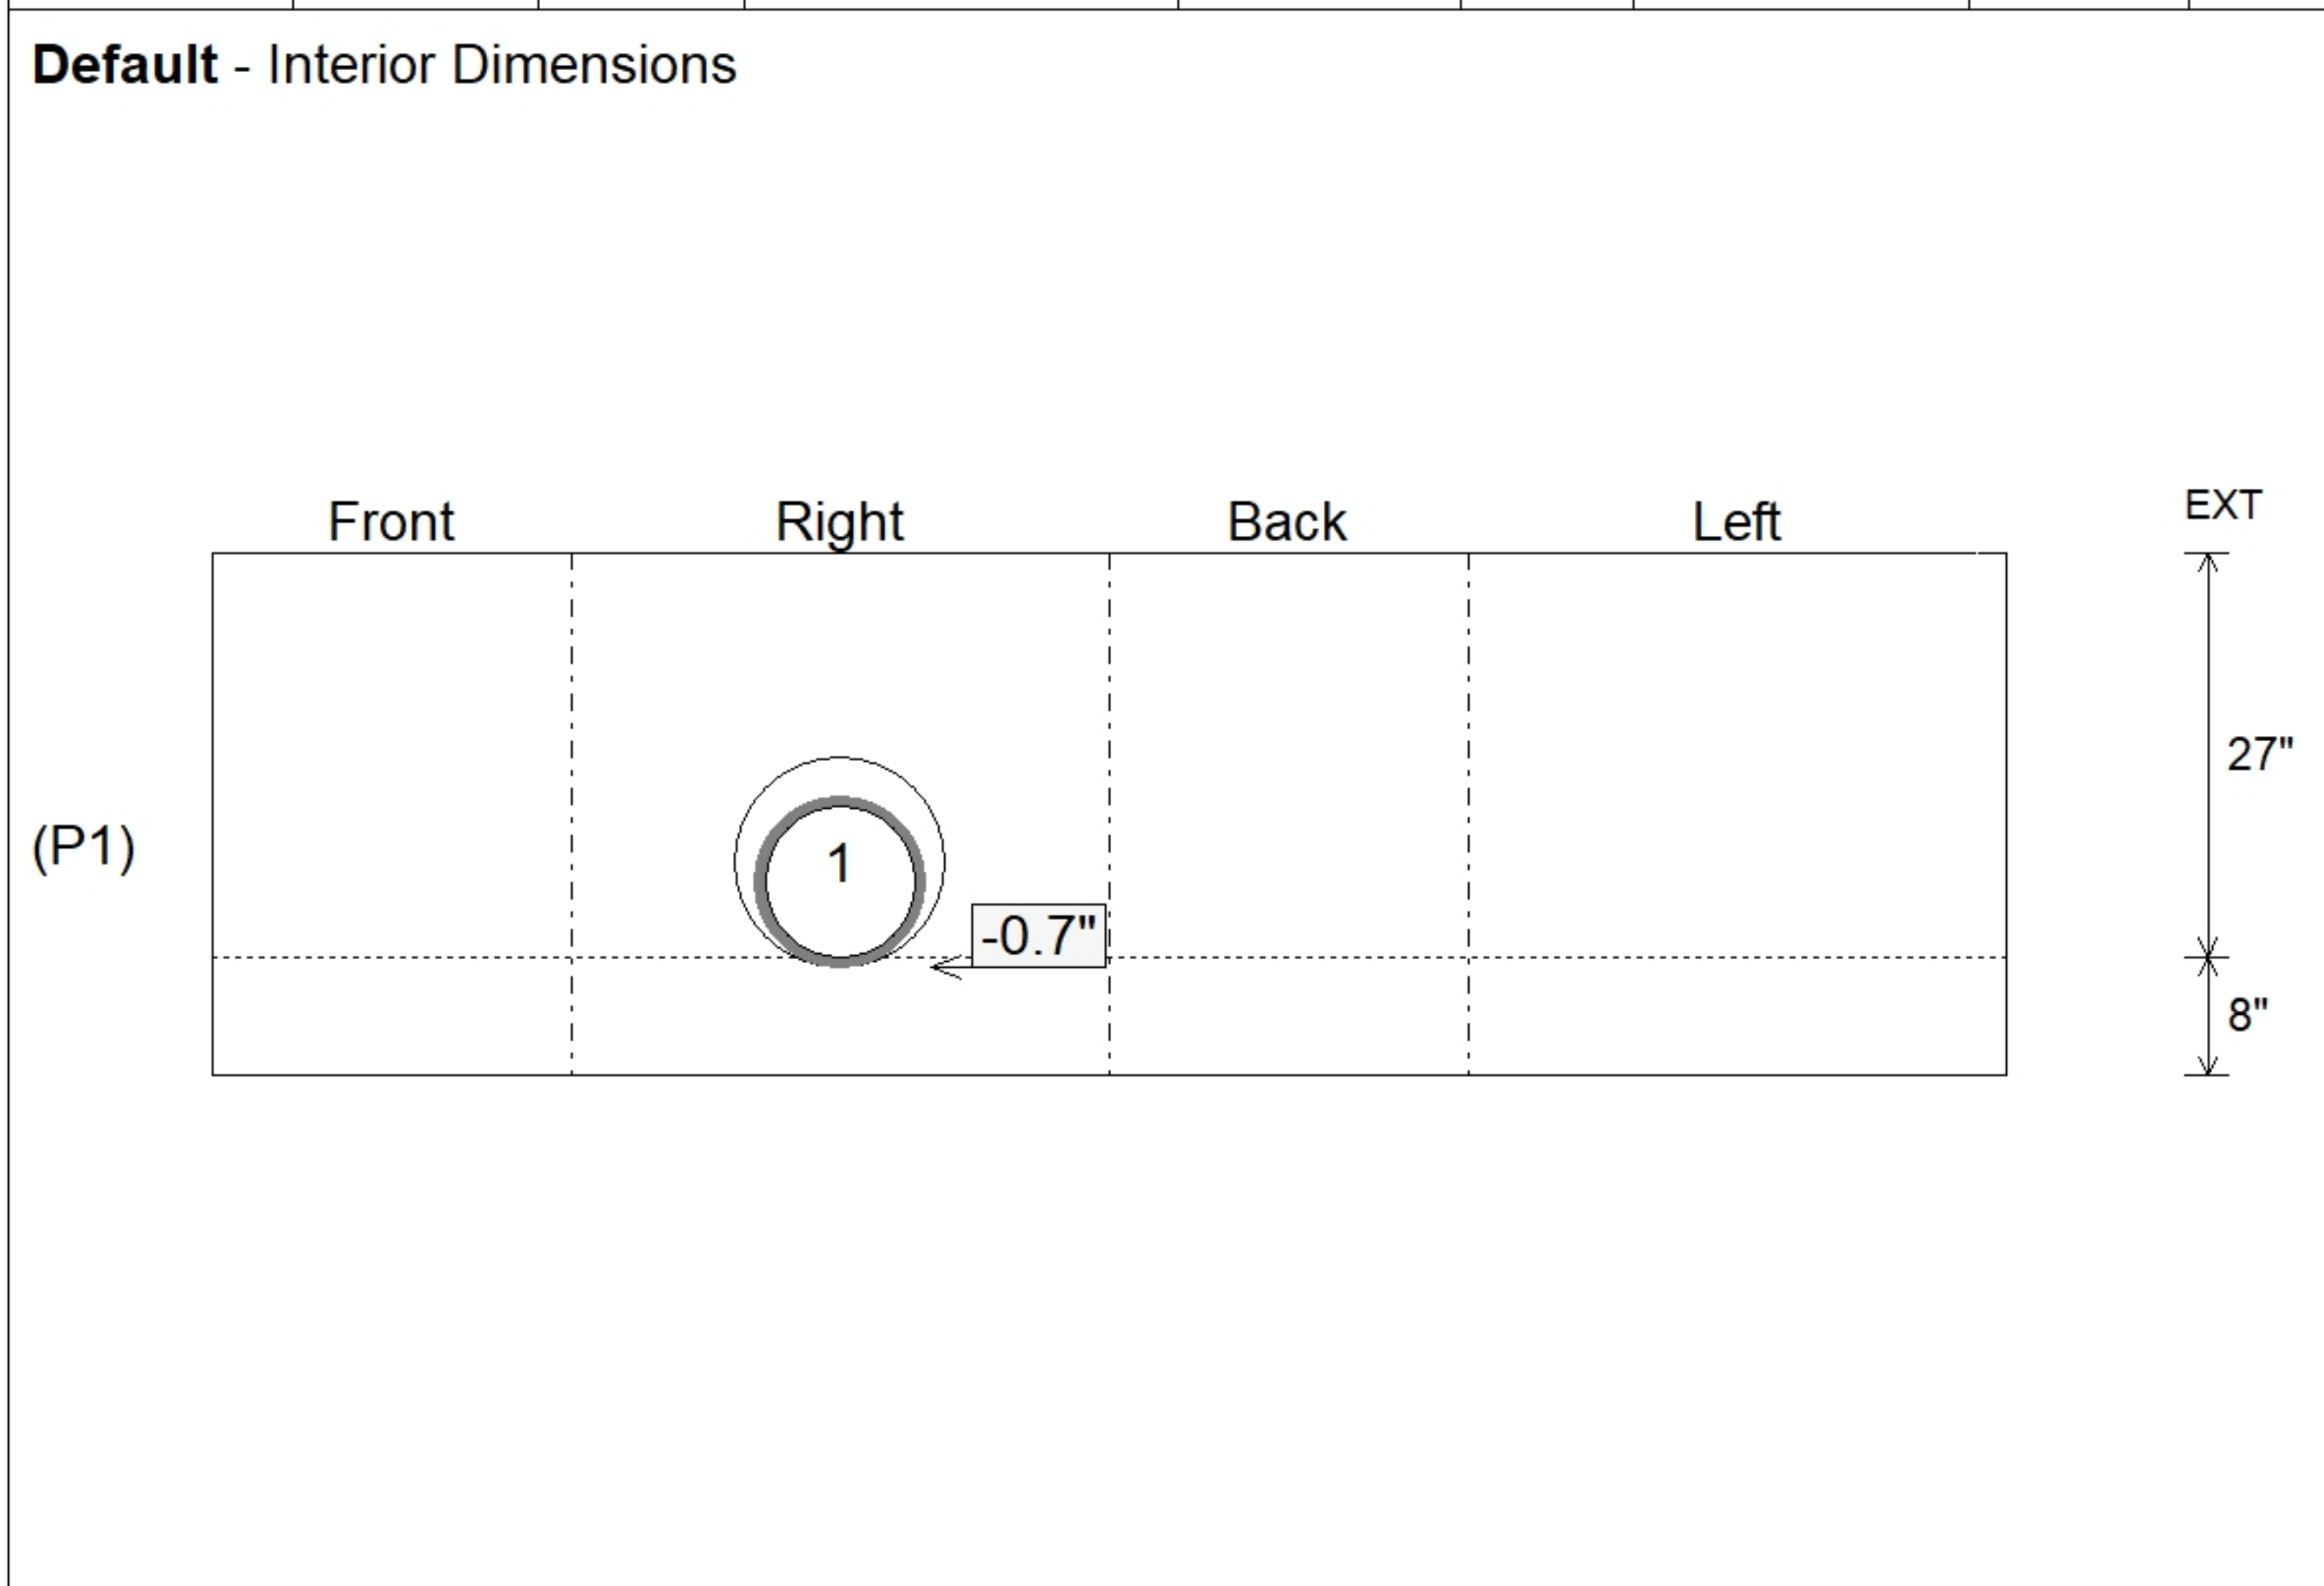 Default - Interior Dimensions
Front Right Back Left EXT
27"
(P1) 1
-0.7"
8"